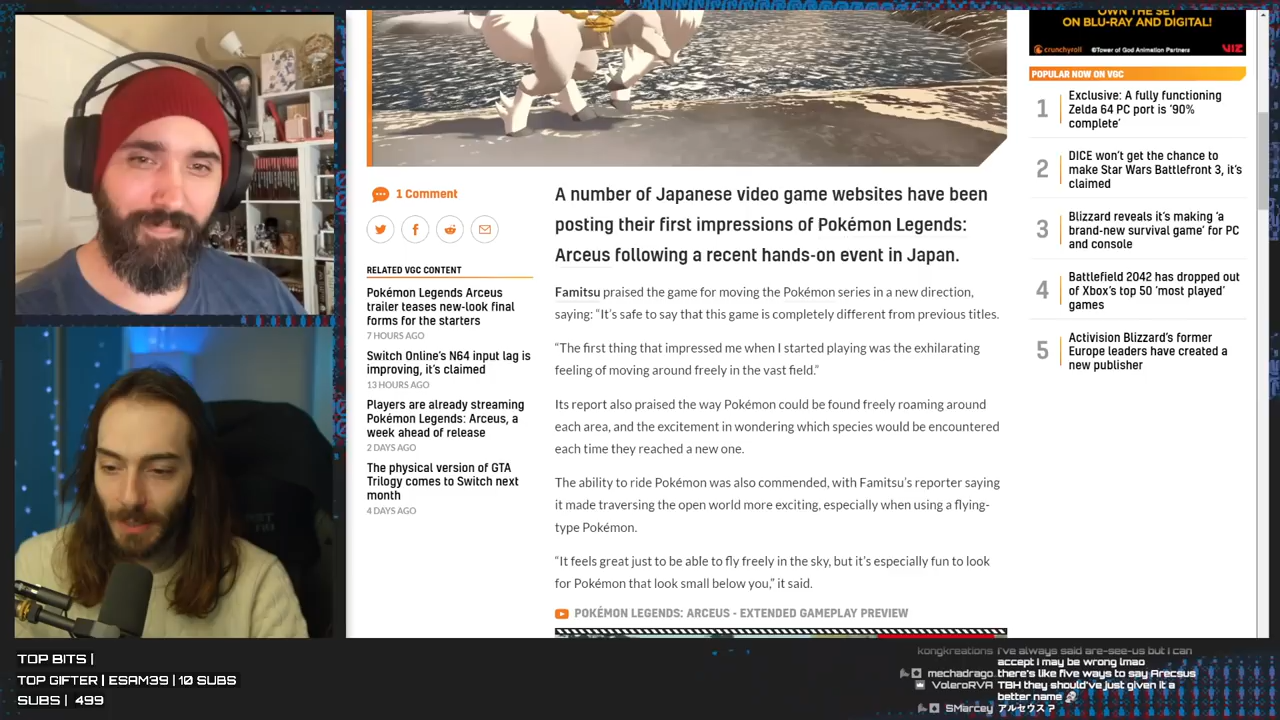 OWN THE SET
ON BLU-RAY AND DIGITAL!
crunchyroll ©Tower of God Animation Partners VIZ
POPULAR NOW ON VGC
1 Exclusive: A fully functioning
Zelda 64 PC port is ‘90%
complete’
2 DICE won’t get the chance to
make Star Wars Battlefront 3, it’s
claimed
3 Blizzard reveals it’s making ‘a
brand-new survival game’ for PC
and console
4 Battlefield 2042 has dropped out
of Xbox’s top 50 ‘most played’
games
5 Activision Blizzard’s former
Europe leaders have created a
new publisher
1 Comment
RELATED VGC CONTENT
Pokémon Legends Arceus
trailer teases new-look final
forms for the starters
7 HOURS AGO
Switch Online’s N64 input lag is
improving, it’s claimed
13 HOURS AGO
Players are already streaming
Pokémon Legends: Arceus, a
week ahead of release
2 DAYS AGO
The physical version of GTA
Trilogy comes to Switch next
month
4 DAYS AGO
A number of Japanese video game websites have been
posting their first impressions of Pokémon Legends:
Arceus following a recent hands-on event in Japan.
Famitsu praised the game for moving the Pokémon series in a new direction,
saying: “It’s safe to say that this game is completely different from previous titles.
“The first thing that impressed me when I started playing was the exhilarating
feeling of moving around freely in the vast field.”
Its report also praised the way Pokémon could be found freely roaming around
each area, and the excitement in wondering which species would be encountered
each time they reached a new one.
The ability to ride Pokémon was also commended, with Famitsu’s reporter saying
it made traversing the open world more exciting, especially when using a flying-
type Pokémon.
“It feels great just to be able to fly freely in the sky, but it’s especially fun to look
for Pokémon that look small below you,” it said.
POKÉMON LEGENDS: ARCEUS - EXTENDED GAMEPLAY PREVIEW
TOP BITS |
TOP GIFTER | ESAM39 | 10 SUBS
SUBS | 499
kongkreations I've always said are-see-us but I can
accept I may be wrong lmao
mechadrago there's like five ways to say Arecsus
VoleroRVA TBH they should've just given it a
better name
SMarcey アルセウス ?